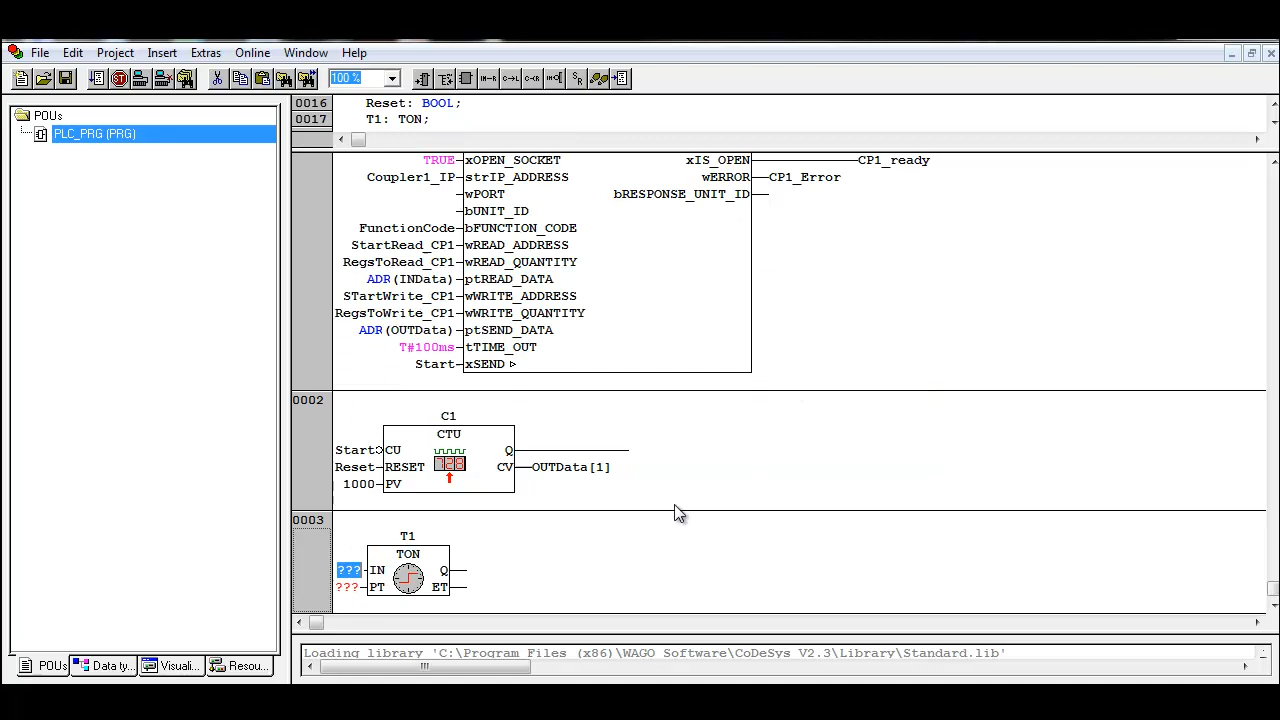 File Edit Project Insert Extras Online Window Help
100 %
POUs
PLC_PRG (PRG)
0016 Reset: BOOL;
0017 T1: TON;
TRUE xOPEN_SOCKET xIS_OPEN CP1_ready
Coupler1_IP strIP_ADDRESS wERROR CP1_Error
wPORT bRESPONSE_UNIT_ID
bUNIT_ID
FunctionCode bFUNCTION_CODE
StartRead_CP1 wREAD_ADDRESS
RegsToRead_CP1 wREAD_QUANTITY
ADR(INData) ptREAD_DATA
STartWrite_CP1 wWRITE_ADDRESS
RegsToWrite_CP1 wWRITE_QUANTITY
ADR(OUTData) ptSEND_DATA
T#100ms tTIME_OUT
Start xSEND
0002
C1
CTU
Start CU Q
Reset RESET CV OUTData[1]
1000 PV
0003
T1
TON
??? IN Q
??? PT ET
POUs Data ty... Visuali... Resou...
Loading library 'C:\Program Files (x86)\WAGO Software\CoDeSys V2.3\Library\Standard.lib'